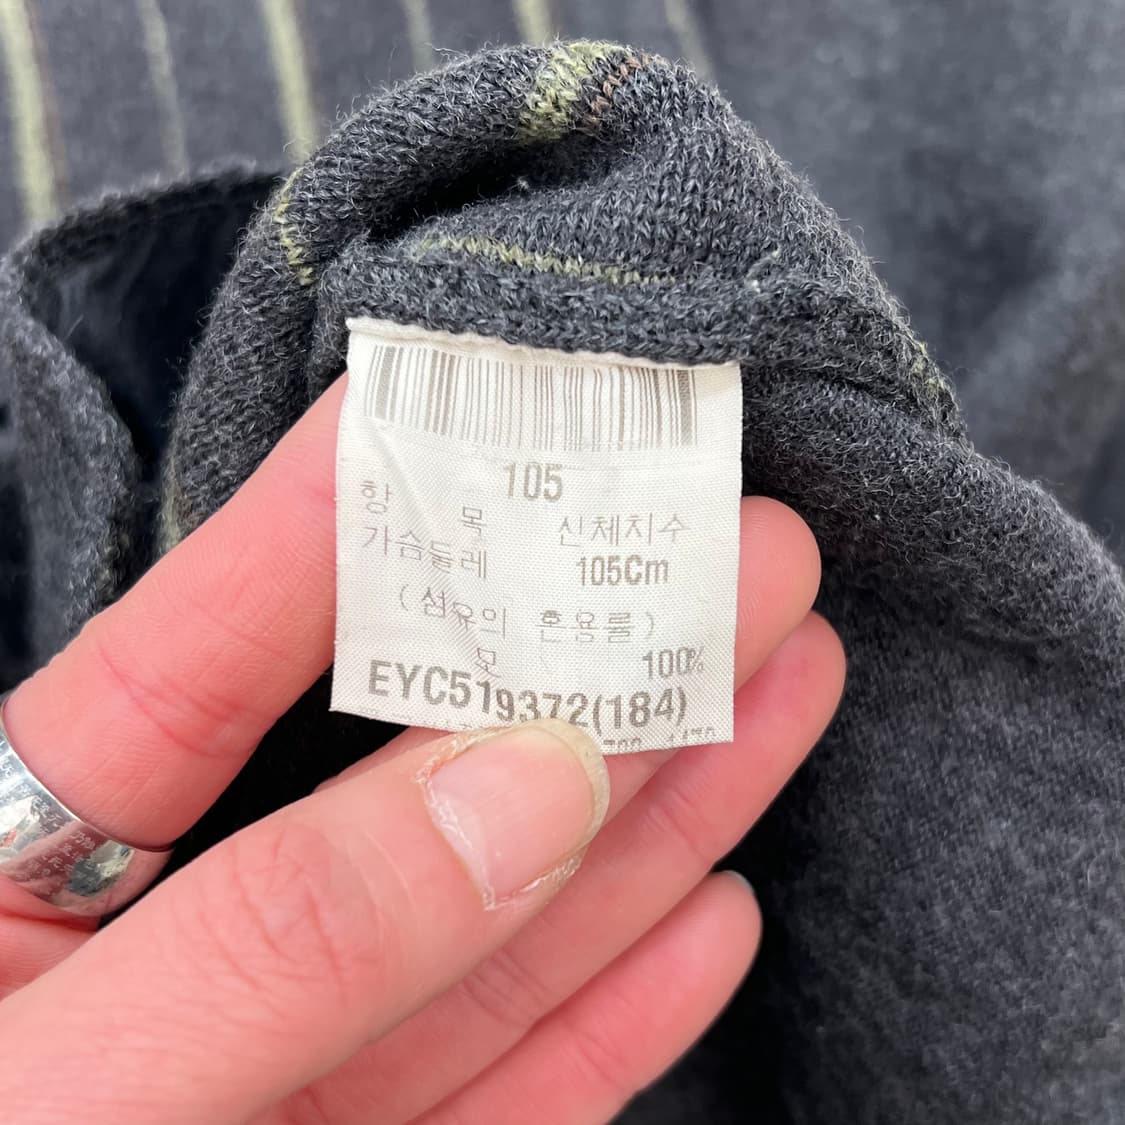 105
항 목 신체치수
가슴둘레 105Cm
(섬유의 혼용률)
모 100%
EYC519372(184)